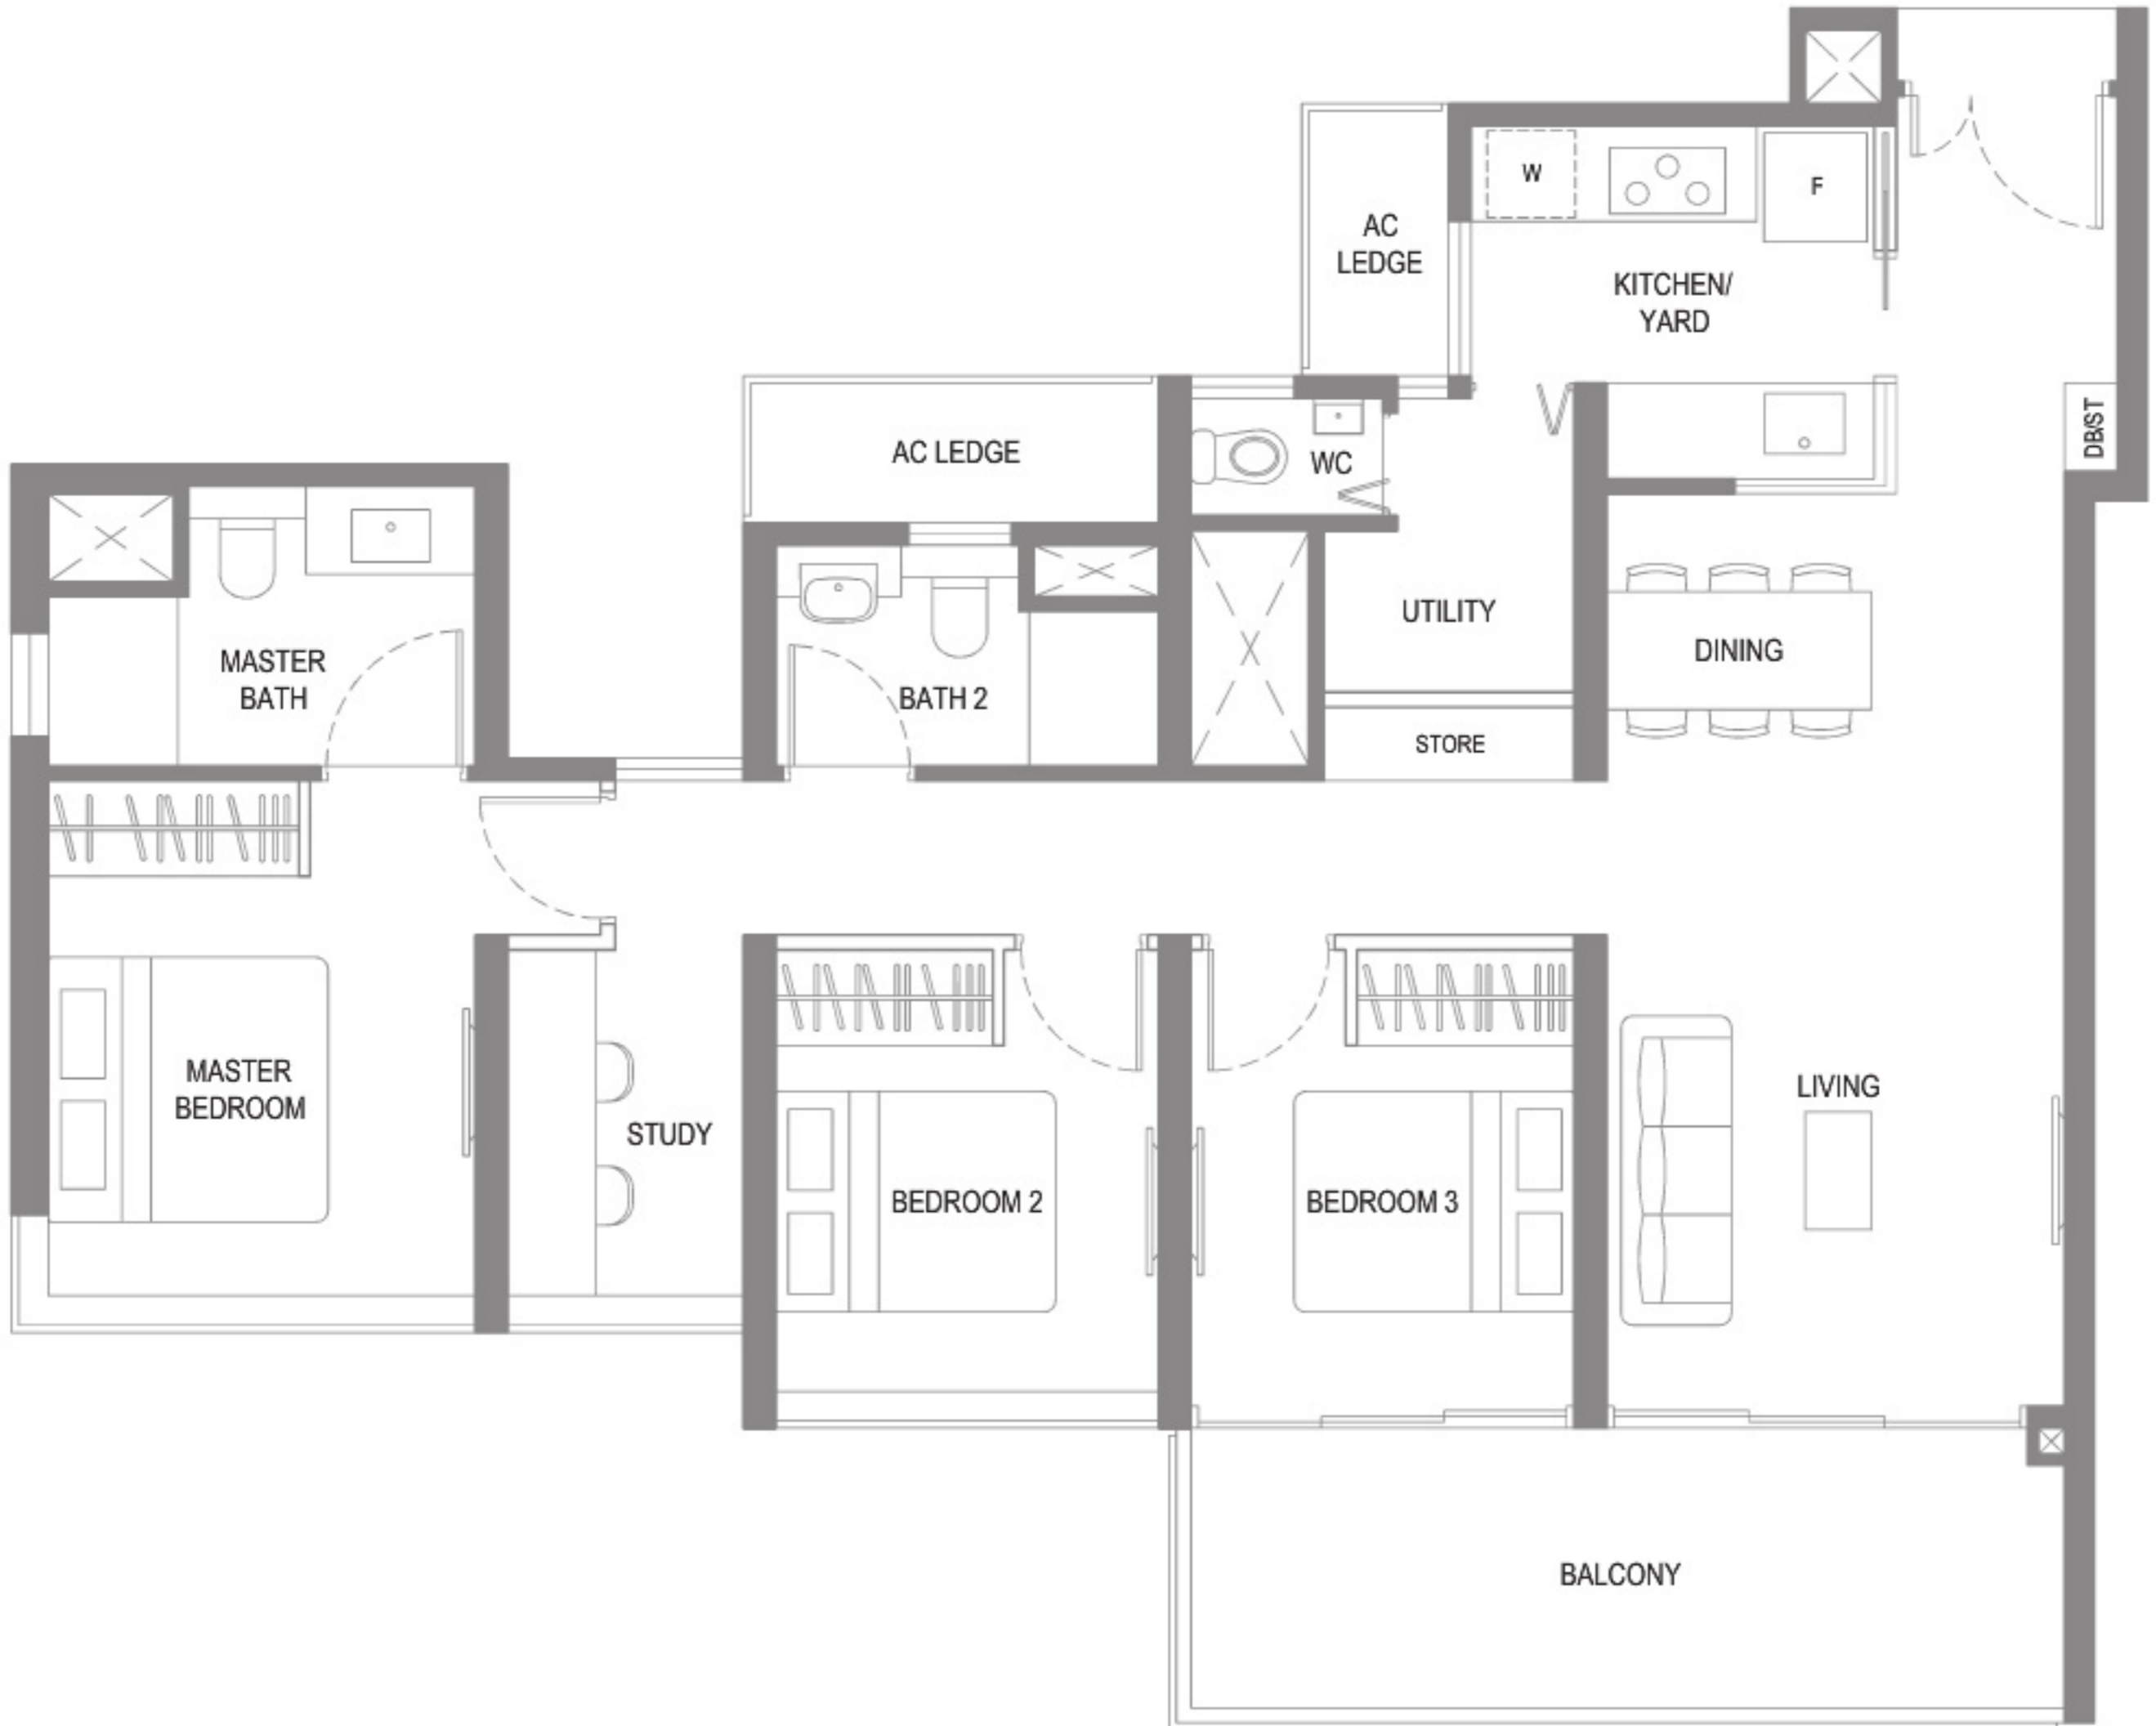 W
F
AC
LEDGE
KITCHEN/
YARD
DB/ST
AC LEDGE
WC
UTILITY
DINING
MASTER
BATH
BATH 2
STORE
MASTER
BEDROOM
STUDY
BEDROOM 2
BEDROOM 3
LIVING
BALCONY